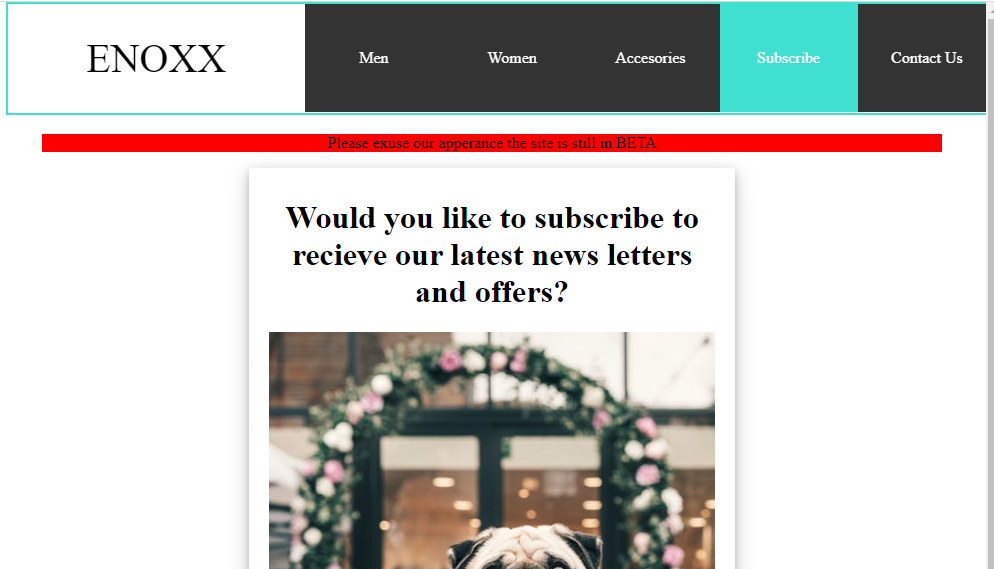 ENOXX
Men
Women
Accesories
Subscribe
Contact Us
Please exuse our apperance the site is still in BETA
Would you like to subscribe to
recieve our latest news letters
and offers?